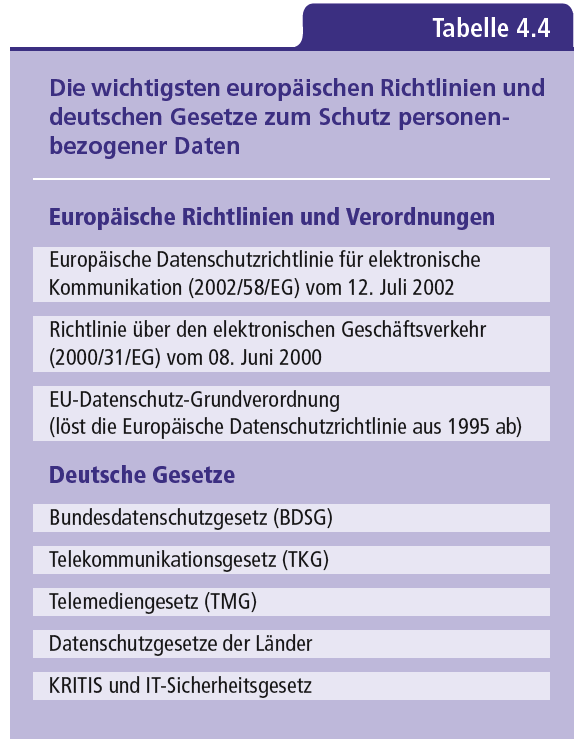 Tabelle 4.4
Die wichtigsten europäischen Richtlinien und
deutschen Gesetze zum Schutz personen-
bezogener Daten
Europäische Richtlinien und Verordnungen
Europäische Datenschutzrichtlinie für elektronische
Kommunikation (2002/58/EG) vom 12. Juli 2002
Richtlinie über den elektronischen Geschäftsverkehr
(2000/31/EG) vom 08. Juni 2000
EU-Datenschutz-Grundverordnung
(löst die Europäische Datenschutzrichtlinie aus 1995 ab)
Deutsche Gesetze
Bundesdatenschutzgesetz (BDSG)
Telekommunikationsgesetz (TKG)
Telemediengesetz (TMG)
Datenschutzgesetze der Länder
KRITIS und IT-Sicherheitsgesetz